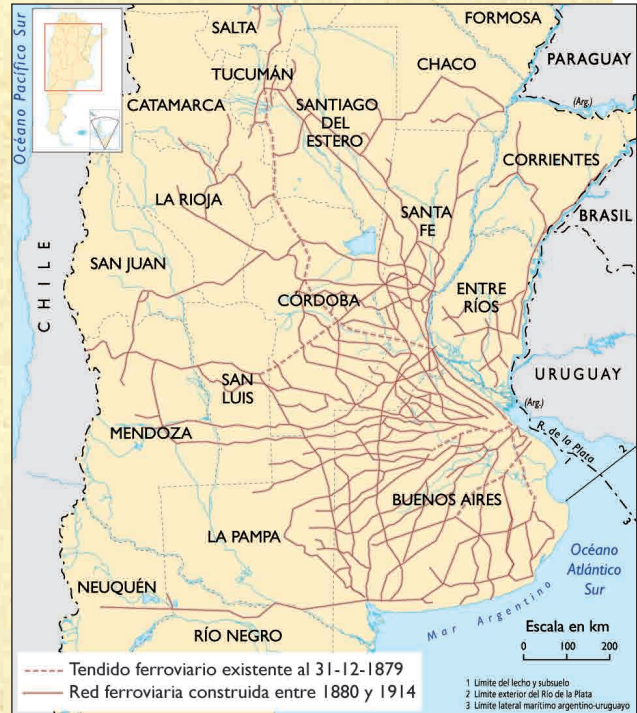 Océano Pacífico Sur
SALTA
FORMOSA
TUCUMÁN
CHACO
PARAGUAY
CATAMARCA
SANTIAGO
DEL
ESTERO
(Arg.)
CORRIENTES
LA RIOJA
SANTA
FE
BRASIL
SAN JUAN
CHILE
CÓRDOBA
ENTRE
RÍOS
URUGUAY
SAN
LUIS
(Arg.)
MENDOZA
R. de la Plata
1
2
3
BUENOS AIRES
LA PAMPA
Océano
Atlántico
Sur
NEUQUÉN
Mar Argentino
RÍO NEGRO
Escala en km
0 100 200
Tendido ferroviario existente al 31-12-1879
Red ferroviaria construida entre 1880 y 1914
1 Límite del lecho y subsuelo
2 Límite exterior del Río de la Plata
3 Límite lateral marítimo argentino-uruguayo